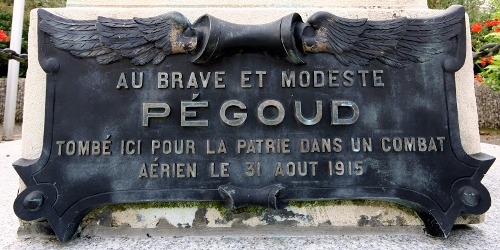 AU BRAVE ET MODESTE
PÉGOUD
TOMBÉ ICI POUR LA PATRIE DANS UN COMBAT
AÉRIEN LE 31 AOUT 1915